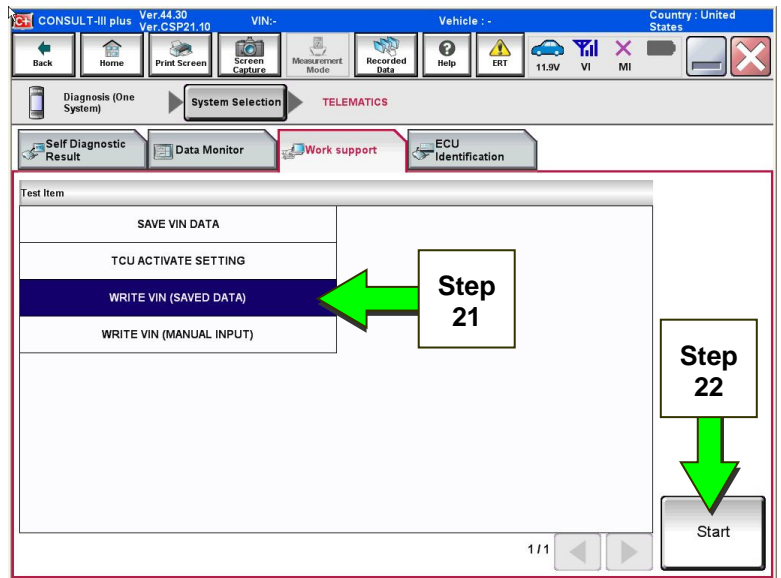 C+ CONSULT-III plus Ver.44.30 VIN:- Vehicle : - Country : United
Ver.CSP21.10 States
Back Home Print Screen Screen Capture Measurement Mode Recorded Data Help ERT 11.9V VI MI
Diagnosis (One
System) System Selection TELEMATICS
Self Diagnostic
Result
Data Monitor
Work support
ECU
Identification
Test Item
SAVE VIN DATA
TCU ACTIVATE SETTING
WRITE VIN (SAVED DATA)
WRITE VIN (MANUAL INPUT)
Step
21
Step
22
Start
1/1